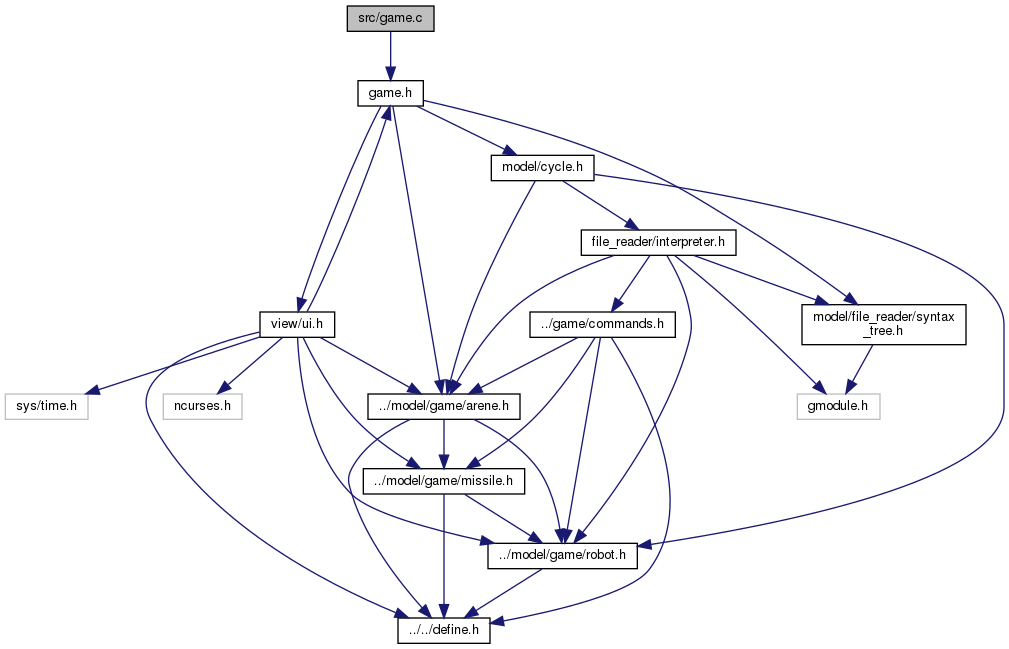 src/game.c
game.h
model/cycle.h
file_reader/interpreter.h
view/ui.h
../game/commands.h
model/file_reader/syntax
_tree.h
sys/time.h
ncurses.h
../model/game/arene.h
gmodule.h
../model/game/missile.h
../model/game/robot.h
../../define.h